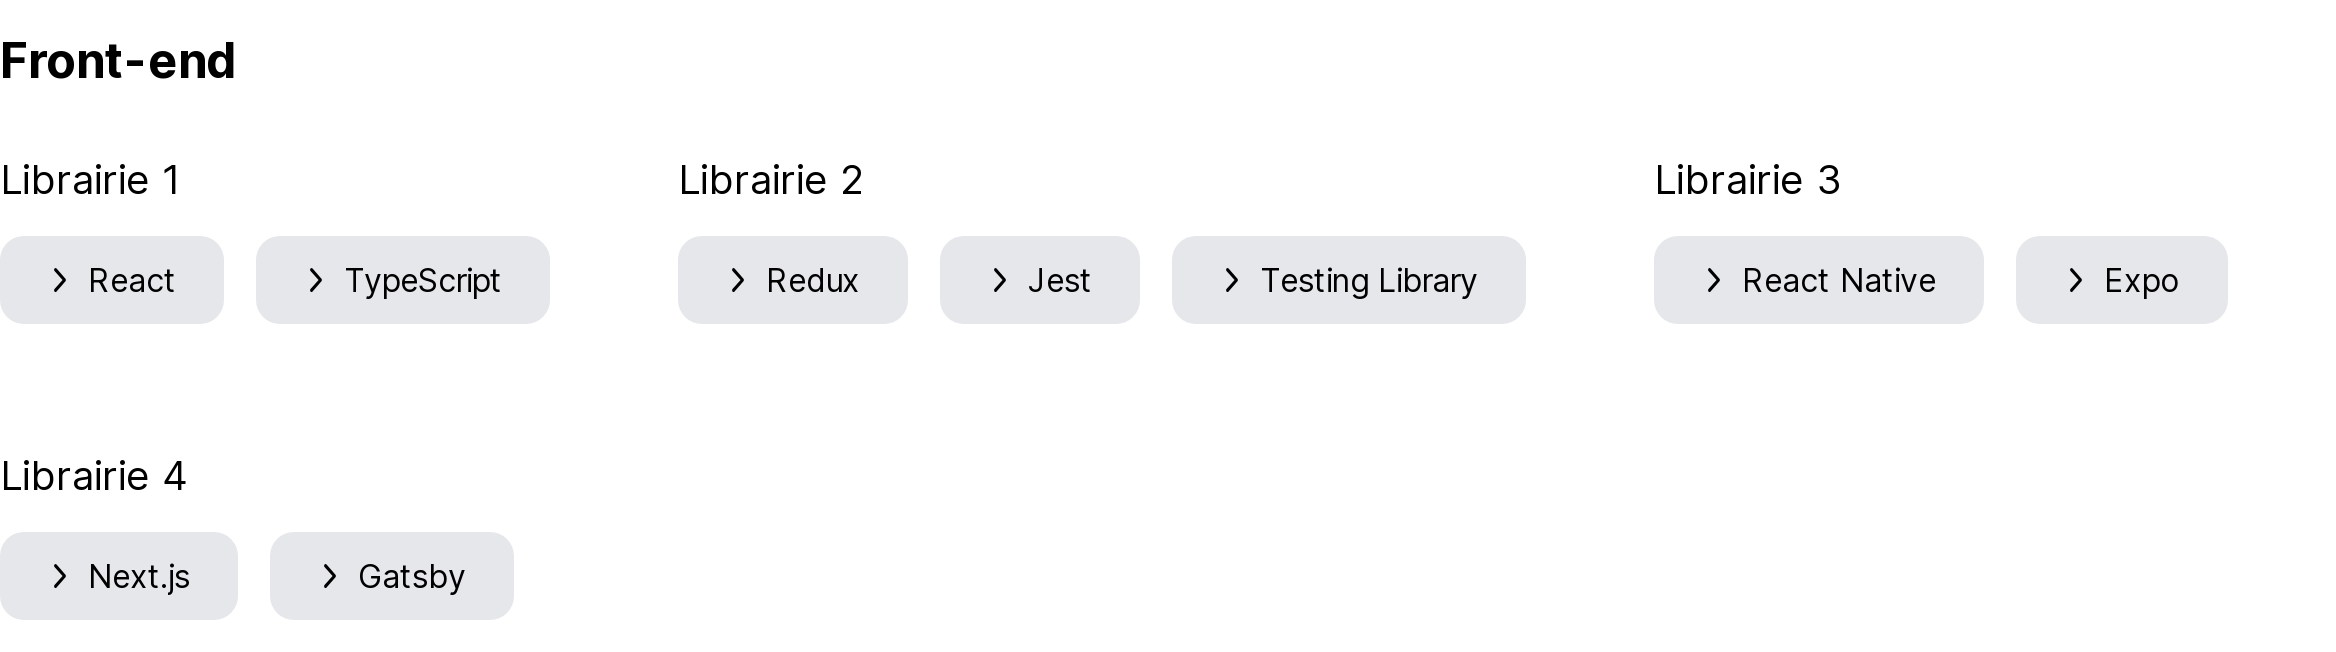 Front-end
Librairie 1
React
TypeScript
Librairie 2
Redux
Jest
Testing Library
Librairie 3
React Native
Expo
Librairie 4
Next.js
Gatsby